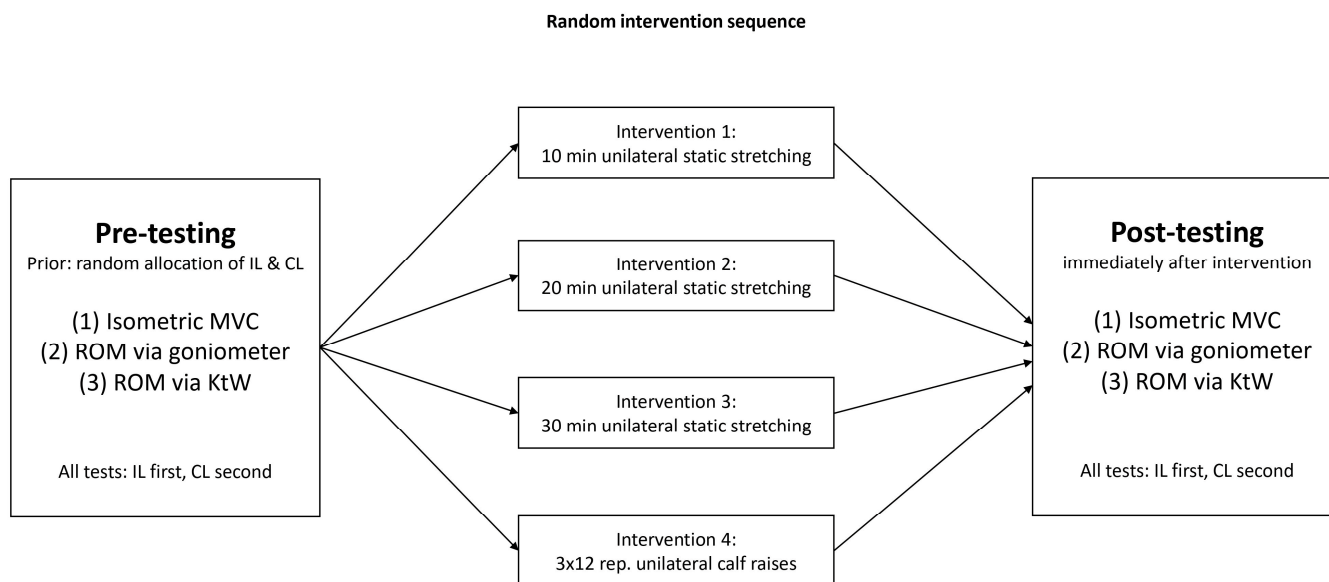 Random intervention sequence
Pre-testing
Prior: random allocation of IL & CL
(1) Isometric MVC
(2) ROM via goniometer
(3) ROM via KtW
All tests: IL first, CL second
Intervention 1:
10 min unilateral static stretching
Intervention 2:
20 min unilateral static stretching
Intervention 3:
30 min unilateral static stretching
Intervention 4:
3x12 rep. unilateral calf raises
Post-testing
immediately after intervention
(1) Isometric MVC
(2) ROM via goniometer
(3) ROM via KtW
All tests: IL first, CL second